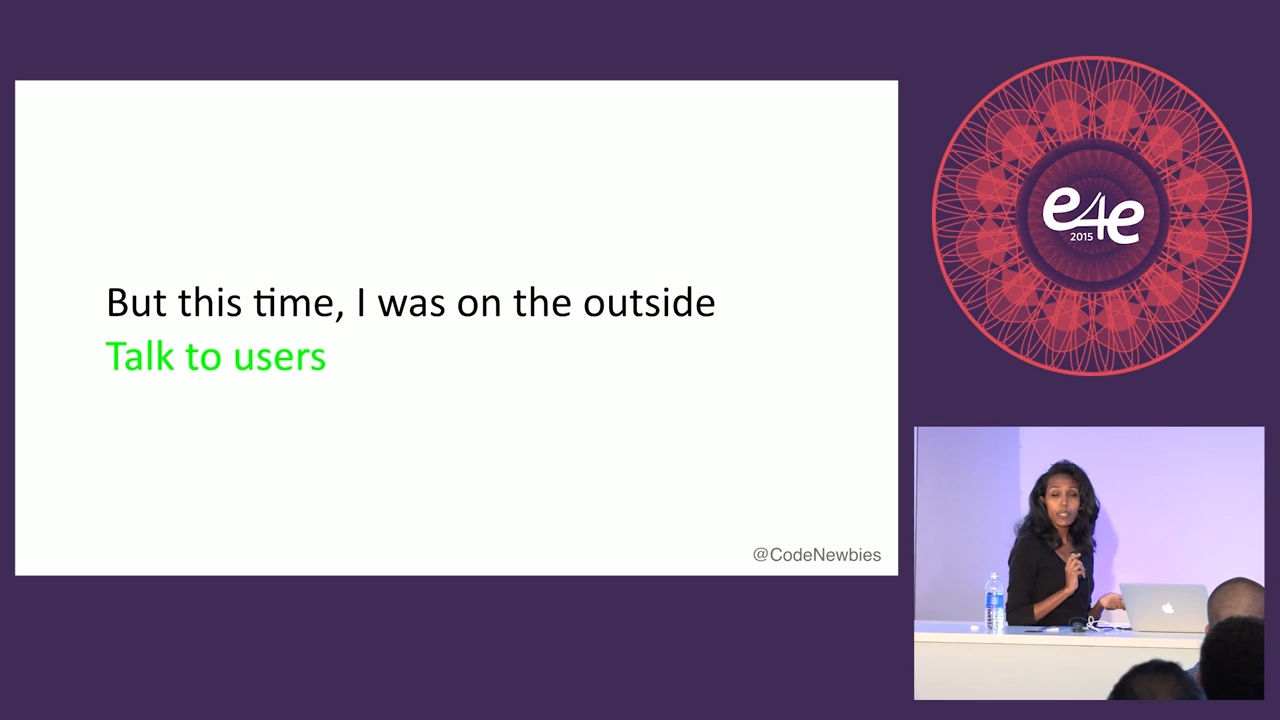 But this time, I was on the outside
Talk to users
@CodeNewbies
e4e
2015